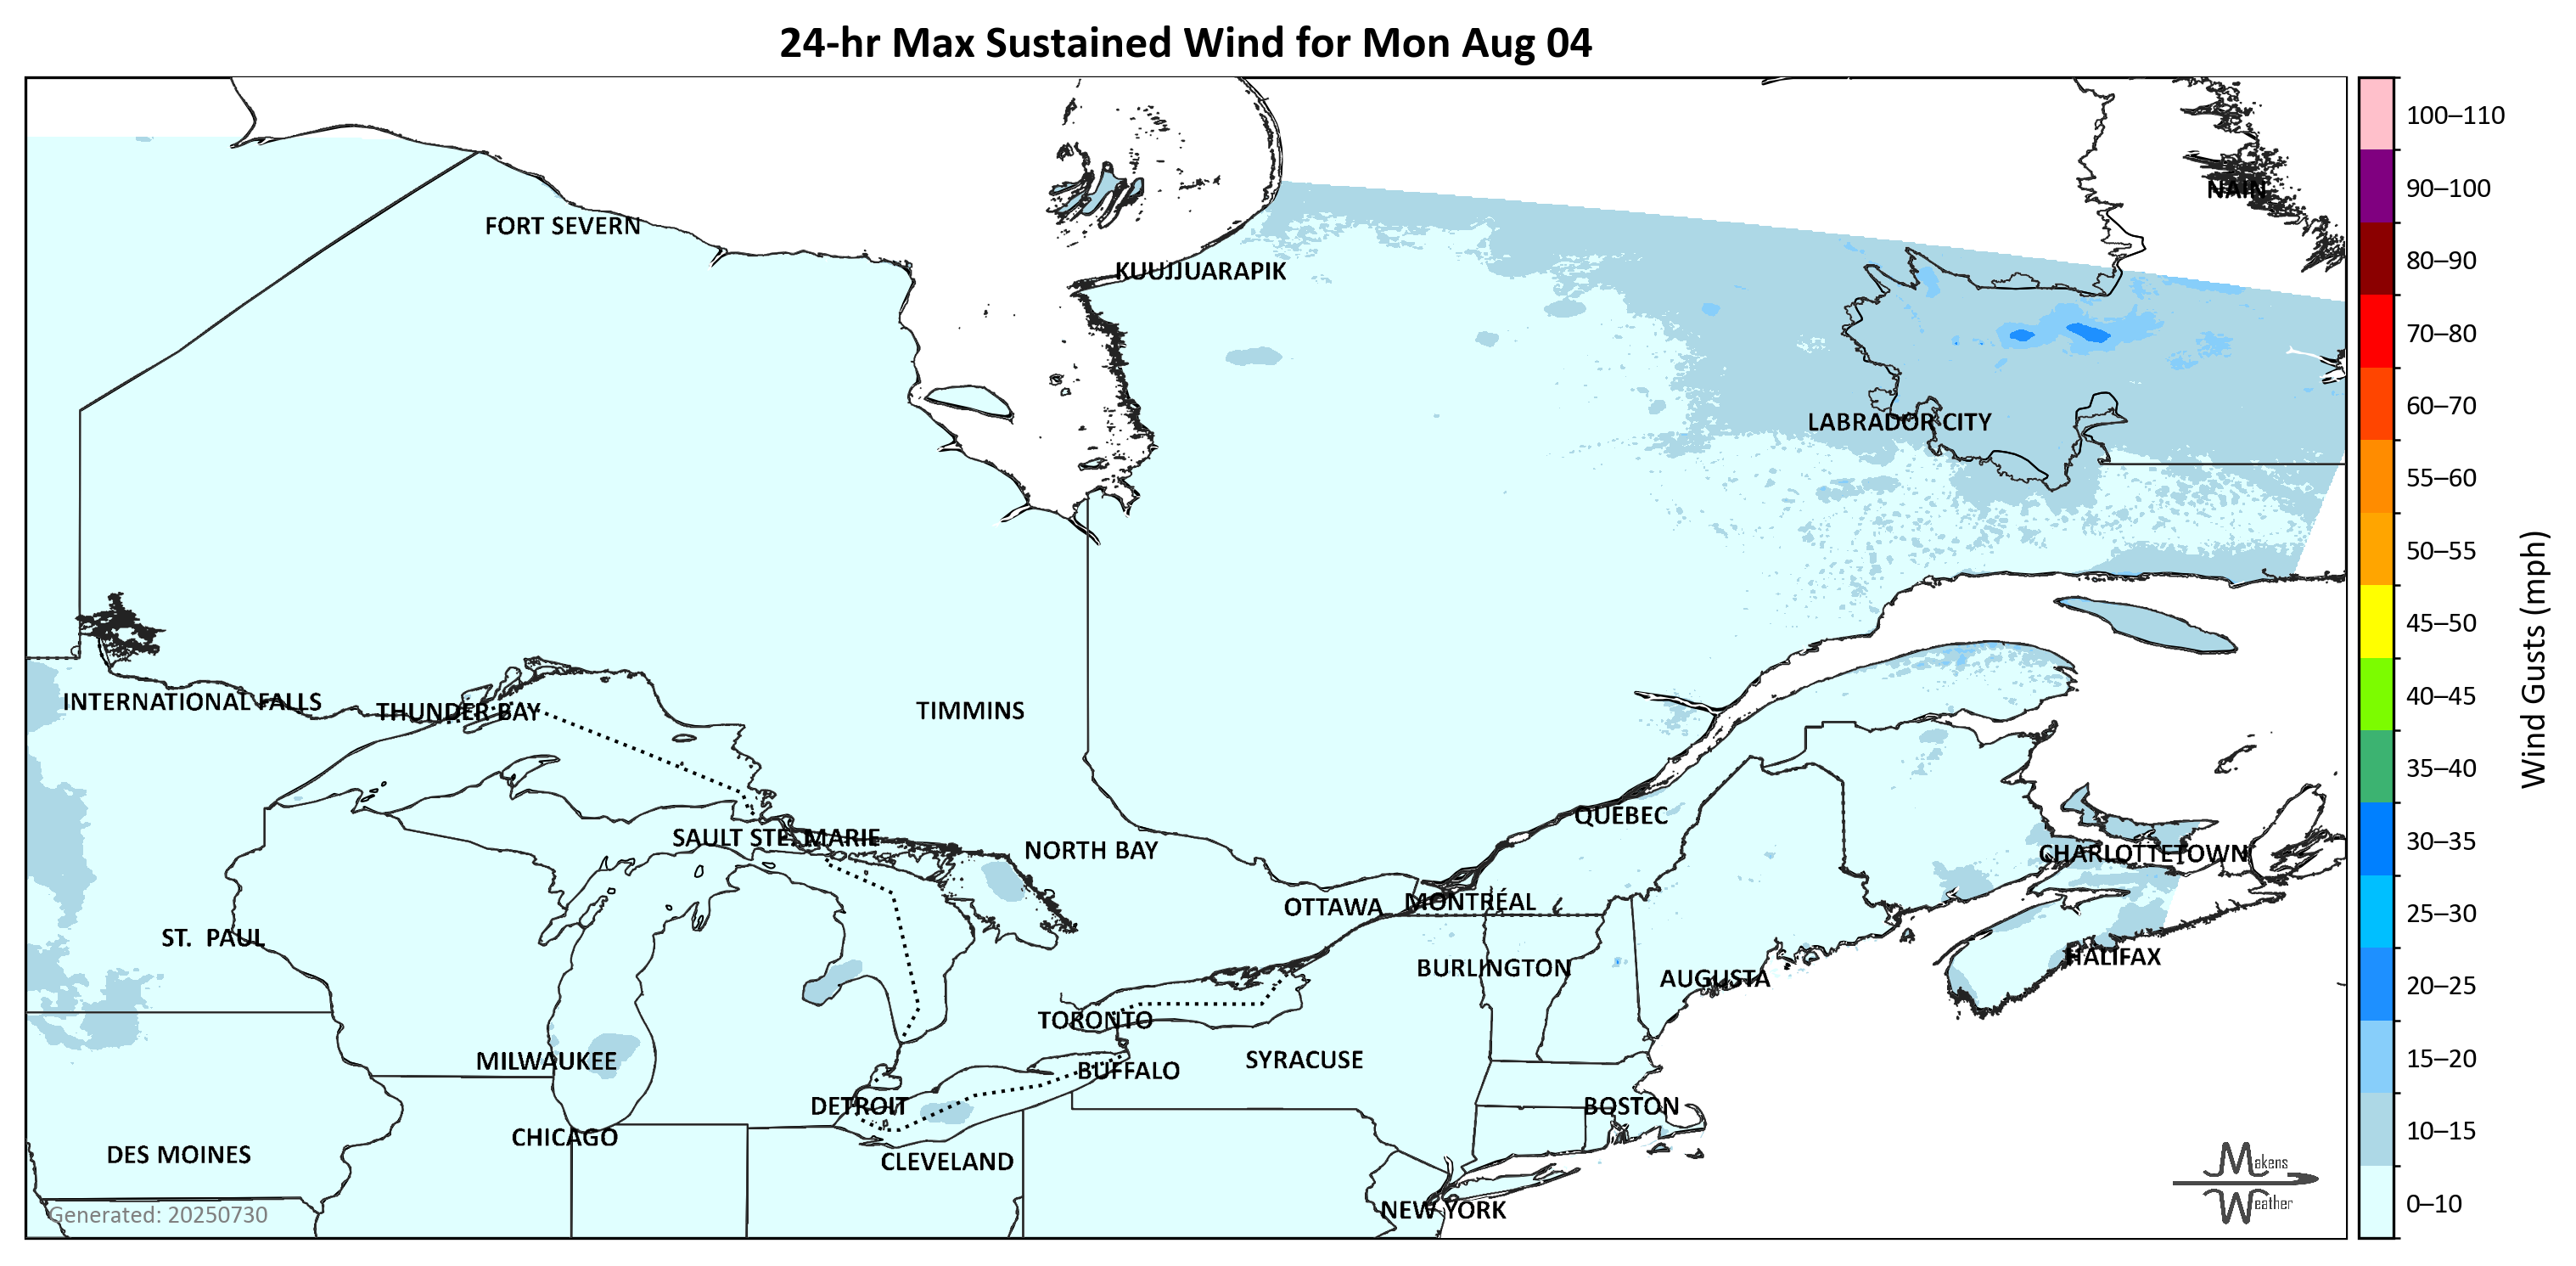 24-hr Max Sustained Wind for Mon Aug 04
100–110
90–100
80–90
70–80
60–70
55–60
50–55
45–50
40–45
35–40
30–35
25–30
20–25
15–20
10–15
0–10
Wind Gusts (mph)
NAIN
FORT SEVERN
KUUJJUARAPIK
LABRADOR CITY
INTERNATIONAL FALLS
THUNDER BAY
TIMMINS
QUÉBEC
SAULT STE. MARIE
NORTH BAY
CHARLOTTETOWN
OTTAWA
MONTRÉAL
ST. PAUL
HALIFAX
BURLINGTON
AUGUSTA
TORONTO
MILWAUKEE
SYRACUSE
BUFFALO
DETROIT
BOSTON
CHICAGO
DES MOINES
CLEVELAND
NEW YORK
Generated: 20250730
Makens
Weather